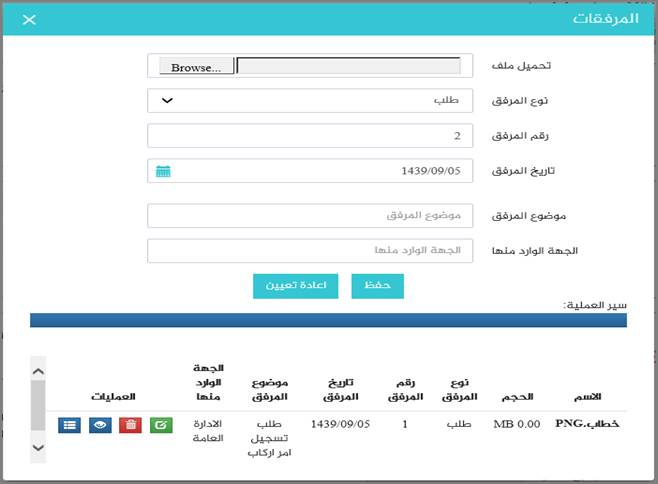 المرفقات
تحميل ملف
Browse...
نوع المرفق
طلب
رقم المرفق
2
تاريخ المرفق
1439/09/05
موضوع المرفق
موضوع المرفق
الجهة الوارد منها
الجهة الوارد منها
حفظ
اعادة تعيين
سير العملية:
الاسم
الحجم
نوع
المرفق
رقم
المرفق
تاريخ
المرفق
موضوع
المرفق
الجهة
الوارد
منها
العمليات
خطاب.PNG
0.00 MB
طلب
1
1439/09/05
طلب
تسجيل
امر اركاب
الادارة
العامة